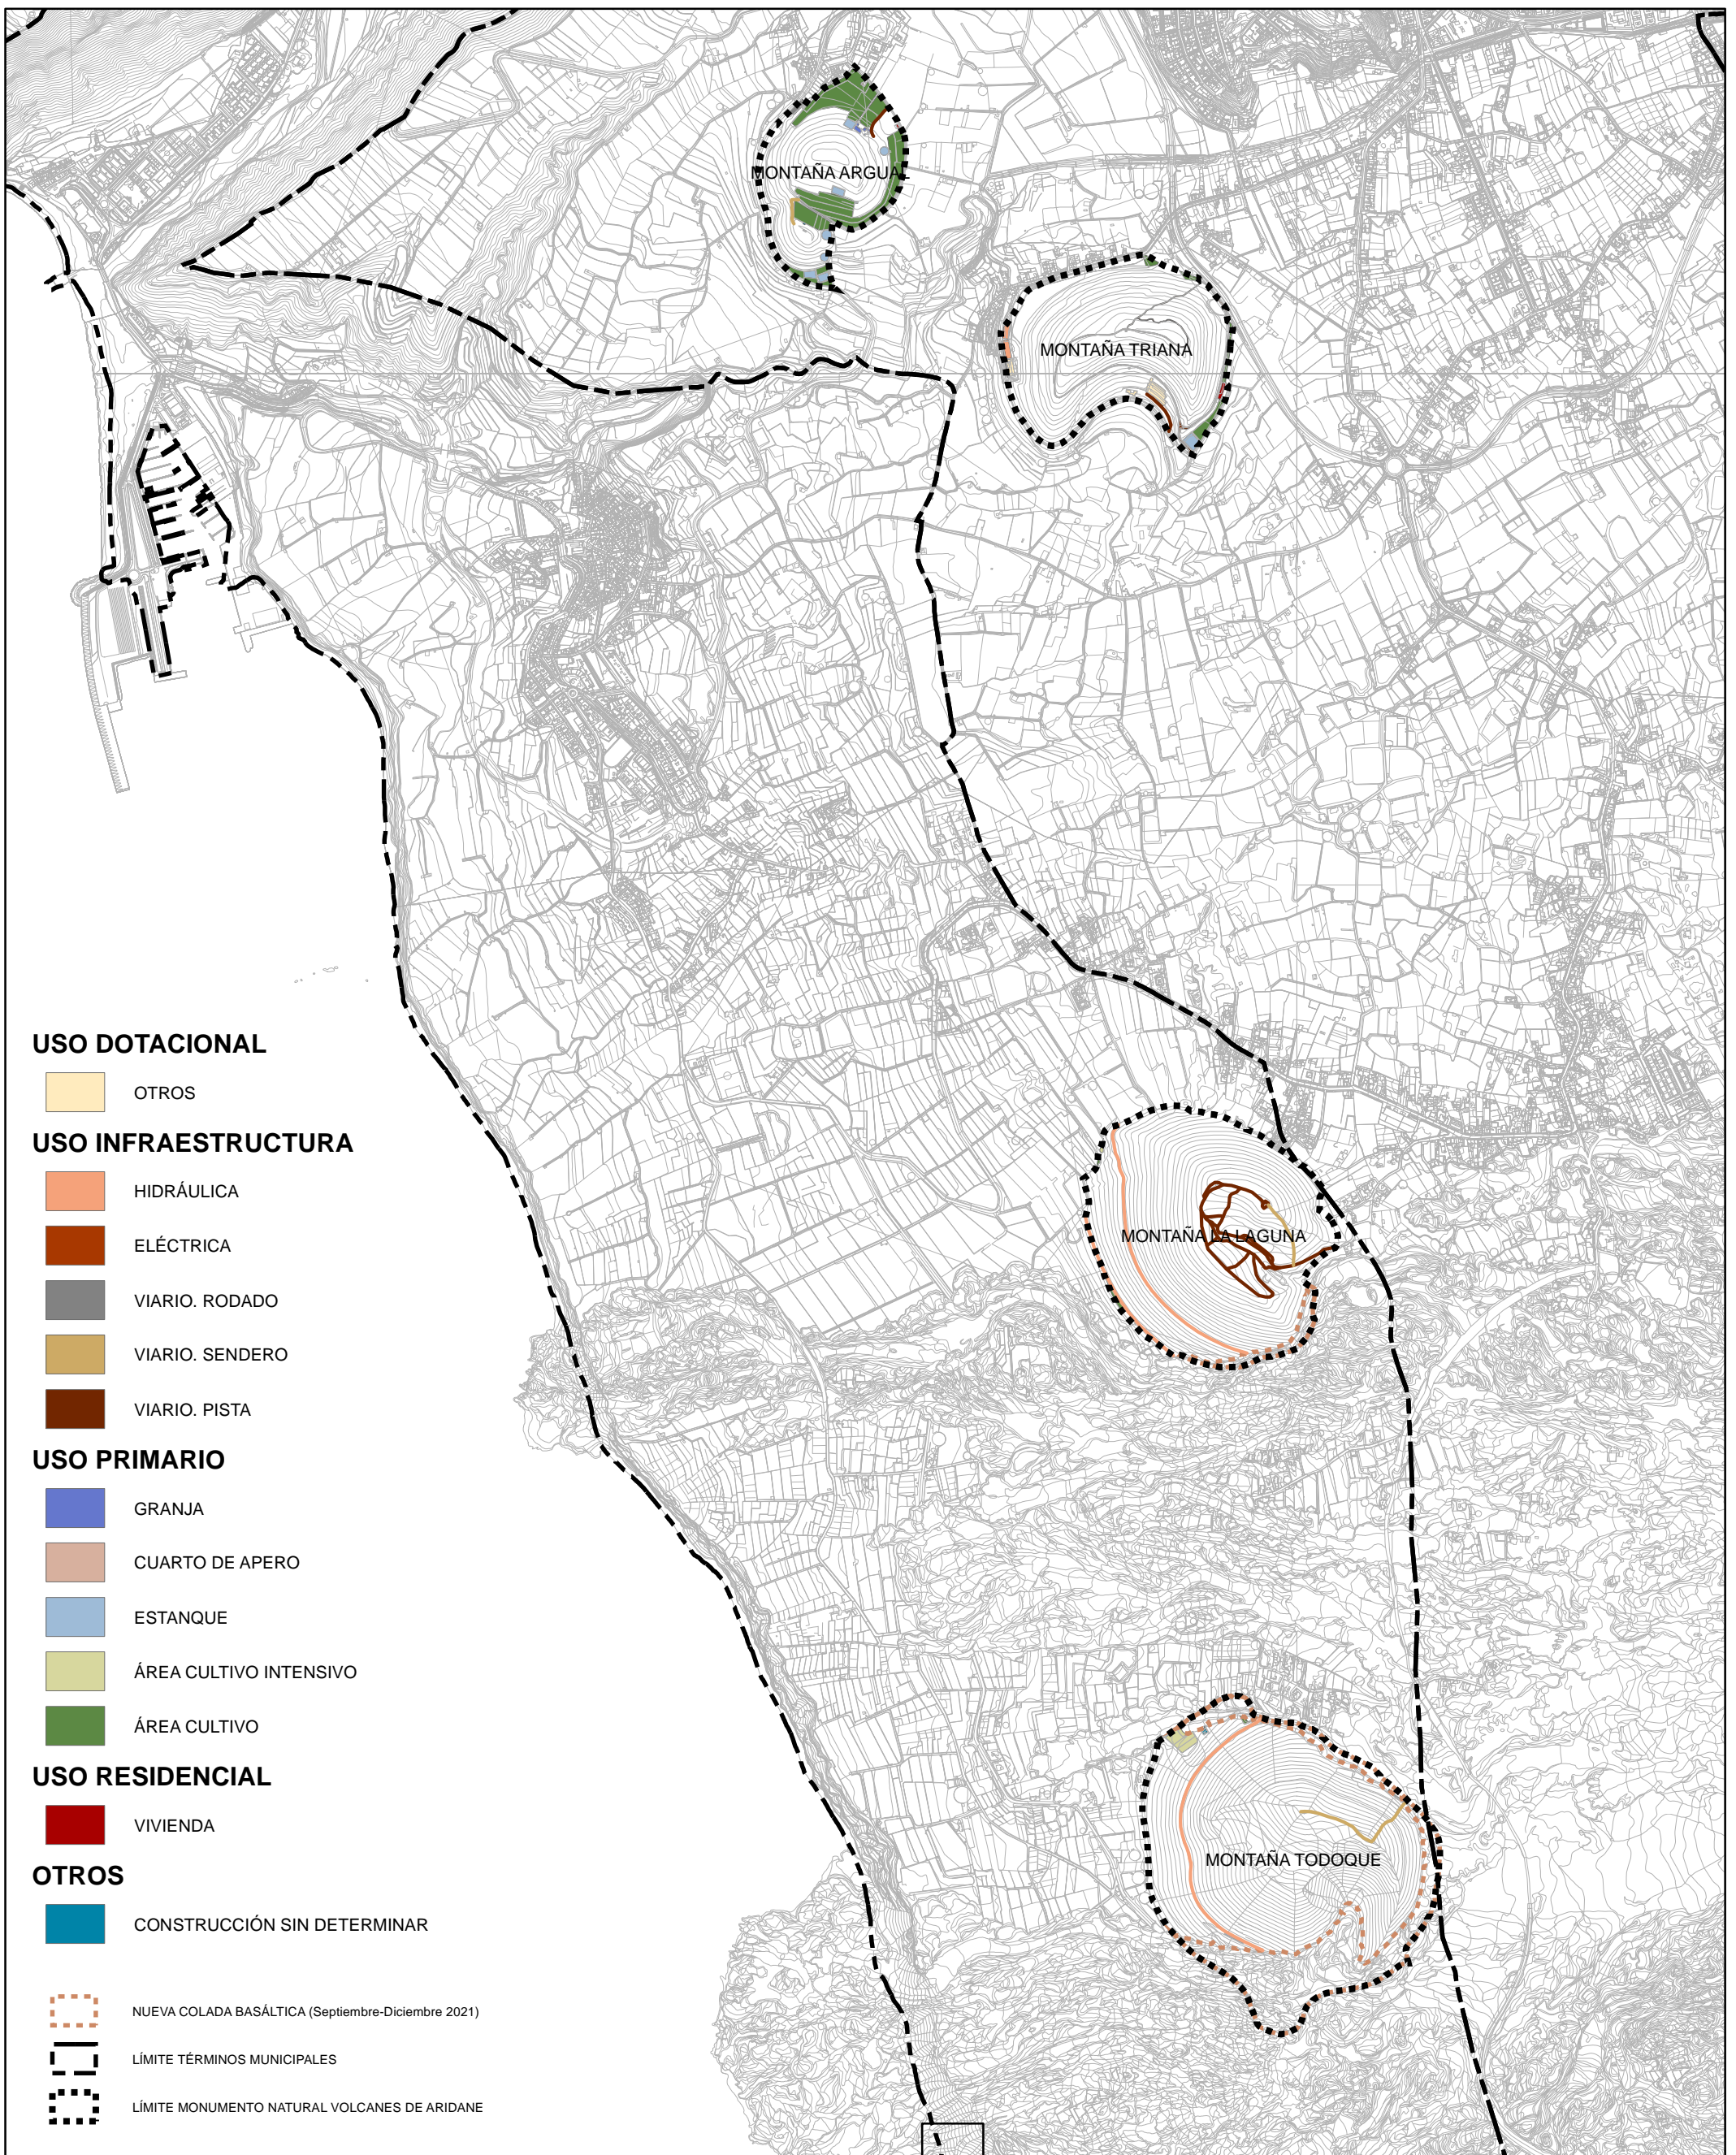 MONTAÑA ARGUAL
MONTAÑA TRIANA
MONTAÑA LA LAGUNA
MONTAÑA TODOQUE
USO DOTACIONAL
OTROS
USO INFRAESTRUCTURA
HIDRÁULICA
ELÉCTRICA
VIARIO. RODADO
VIARIO. SENDERO
VIARIO. PISTA
USO PRIMARIO
GRANJA
CUARTO DE APERO
ESTANQUE
ÁREA CULTIVO INTENSIVO
ÁREA CULTIVO
USO RESIDENCIAL
VIVIENDA
OTROS
CONSTRUCCIÓN SIN DETERMINAR
NUEVA COLADA BASÁLTICA (Septiembre-Diciembre 2021)
LÍMITE TÉRMINOS MUNICIPALES
LÍMITE MONUMENTO NATURAL VOLCANES DE ARIDANE